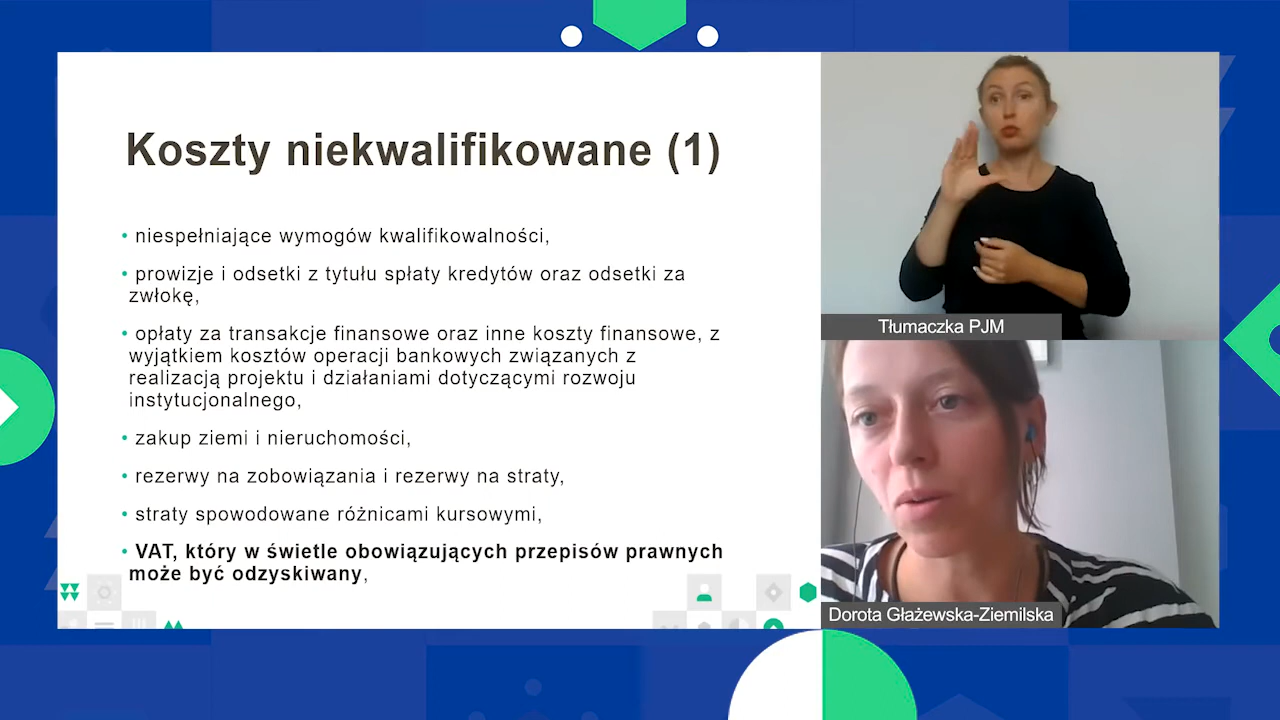 Koszty niekwalifikowane (1)
• niespełniające wymogów kwalifikowalności,
• prowizje i odsetki z tytułu spłaty kredytów oraz odsetki za
zwłokę,
• opłaty za transakcje finansowe oraz inne koszty finansowe, z
wyjątkiem kosztów operacji bankowych związanych z
realizacją projektu i działaniami dotyczącymi rozwoju
instytucjonalnego,
• zakup ziemi i nieruchomości,
• rezerwy na zobowiązania i rezerwy na straty,
• straty spowodowane różnicami kursowymi,
• VAT, który w świetle obowiązujących przepisów prawnych
może być odzyskiwany,
Tłumaczka PJM
Dorota Głażewska-Ziemilska